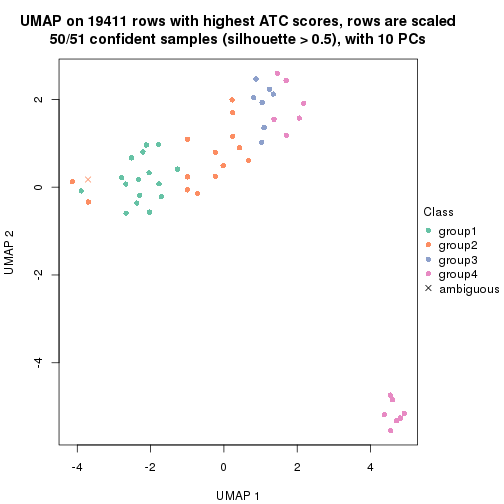 UMAP on 19411 rows with highest ATC scores, rows are scaled
50/51 confident samples (silhouette > 0.5), with 10 PCs
2
0
-2
-4
UMAP 2
-4
-2
0
2
4
UMAP 1
Class
group1
group2
group3
group4
ambiguous